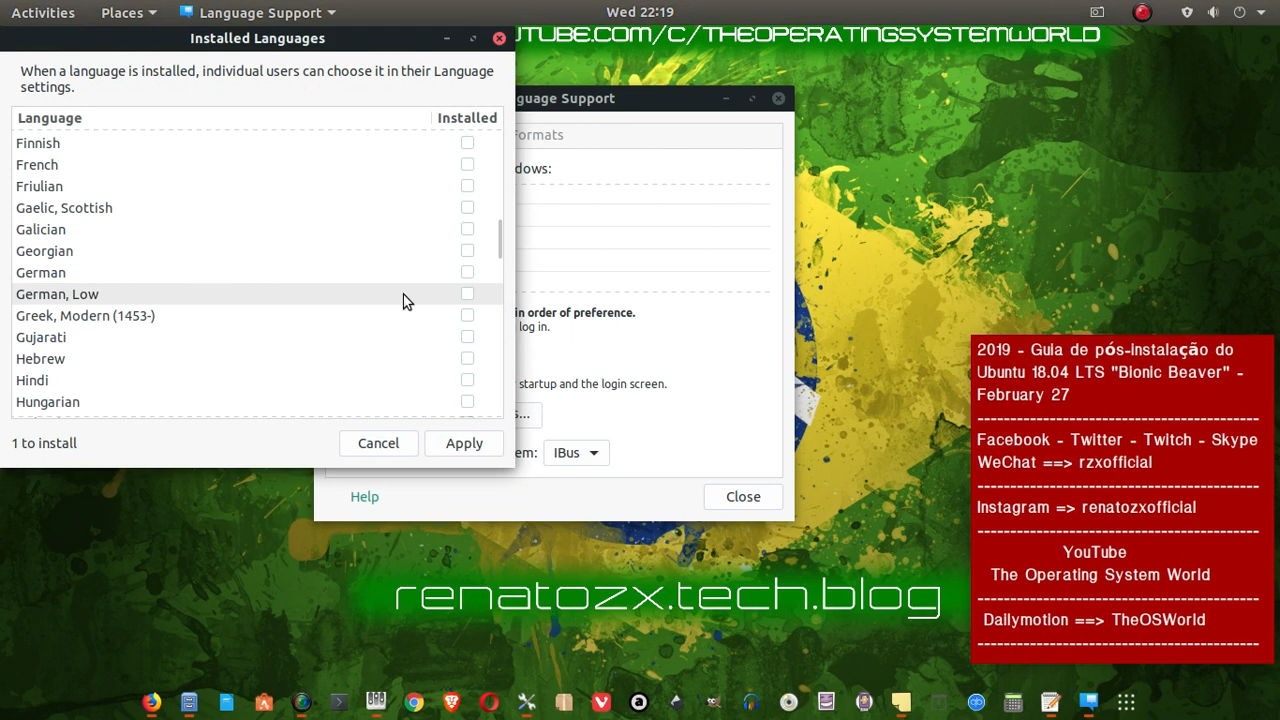 Activities
Places
Language Support
Wed 22:19
Installed Languages
UTUBE.COM/C/THEOPERATINGSYSTEMWORLD
When a language is installed, individual users can choose it in their Language
settings.
Language
Installed
Finnish
French
Friulian
Gaelic, Scottish
Galician
Georgian
German
German, Low
Greek, Modern (1453-)
Gujarati
Hebrew
Hindi
Hungarian
1 to install
Cancel
Apply
guage Support
Formats
dows:
in order of preference.
log in.
startup and the login screen.
s...
em:
IBus
Help
Close
renatozx.tech.blog
2019 - Guia de pós-Instalação do
Ubuntu 18.04 LTS "Bionic Beaver" -
February 27
--------------------------------------------
Facebook - Twitter - Twitch - Skype
WeChat ==> rzxofficial
--------------------------------------------
Instagram => renatozxofficial
--------------------------------------------
YouTube
The Operating System World
--------------------------------------------
Dailymotion ==> TheOSWorld
--------------------------------------------